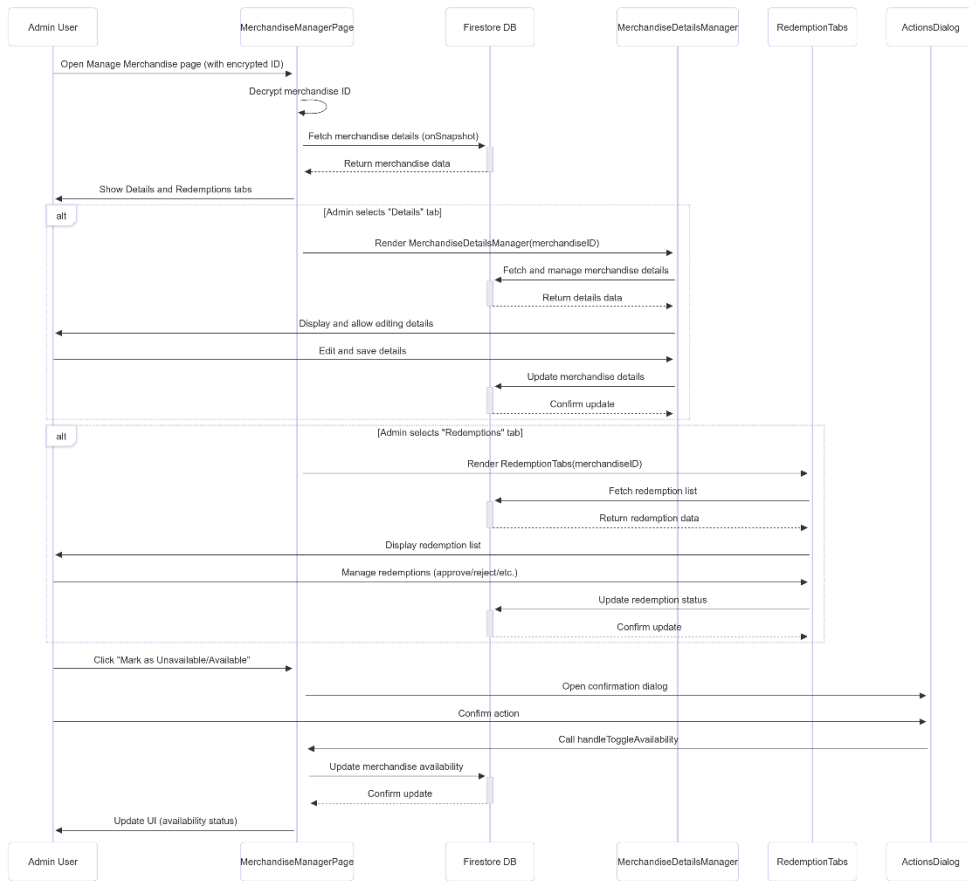 Admin User
MerchandiseManagerPage
Firestore DB
MerchandiseDetailsManager
RedemptionTabs
ActionsDialog
Open Manage Merchandise page (with encrypted ID)
Decrypt merchandise ID
Fetch merchandise details (onSnapshot)
Return merchandise data
Show Details and Redemptions tabs
alt
[Admin selects "Details" tab]
Render MerchandiseDetailsManager(merchandiseID)
Fetch and manage merchandise details
Return details data
Display and allow editing details
Edit and save details
Update merchandise details
Confirm update
alt
[Admin selects "Redemptions" tab]
Render RedemptionTabs(merchandiseID)
Fetch redemption list
Return redemption data
Display redemption list
Manage redemptions (approve/reject/etc.)
Update redemption status
Confirm update
Click "Mark as Unavailable/Available"
Open confirmation dialog
Confirm action
Call handleToggleAvailability
Update merchandise availability
Confirm update
Update UI (availability status)
Admin User
MerchandiseManagerPage
Firestore DB
MerchandiseDetailsManager
RedemptionTabs
ActionsDialog